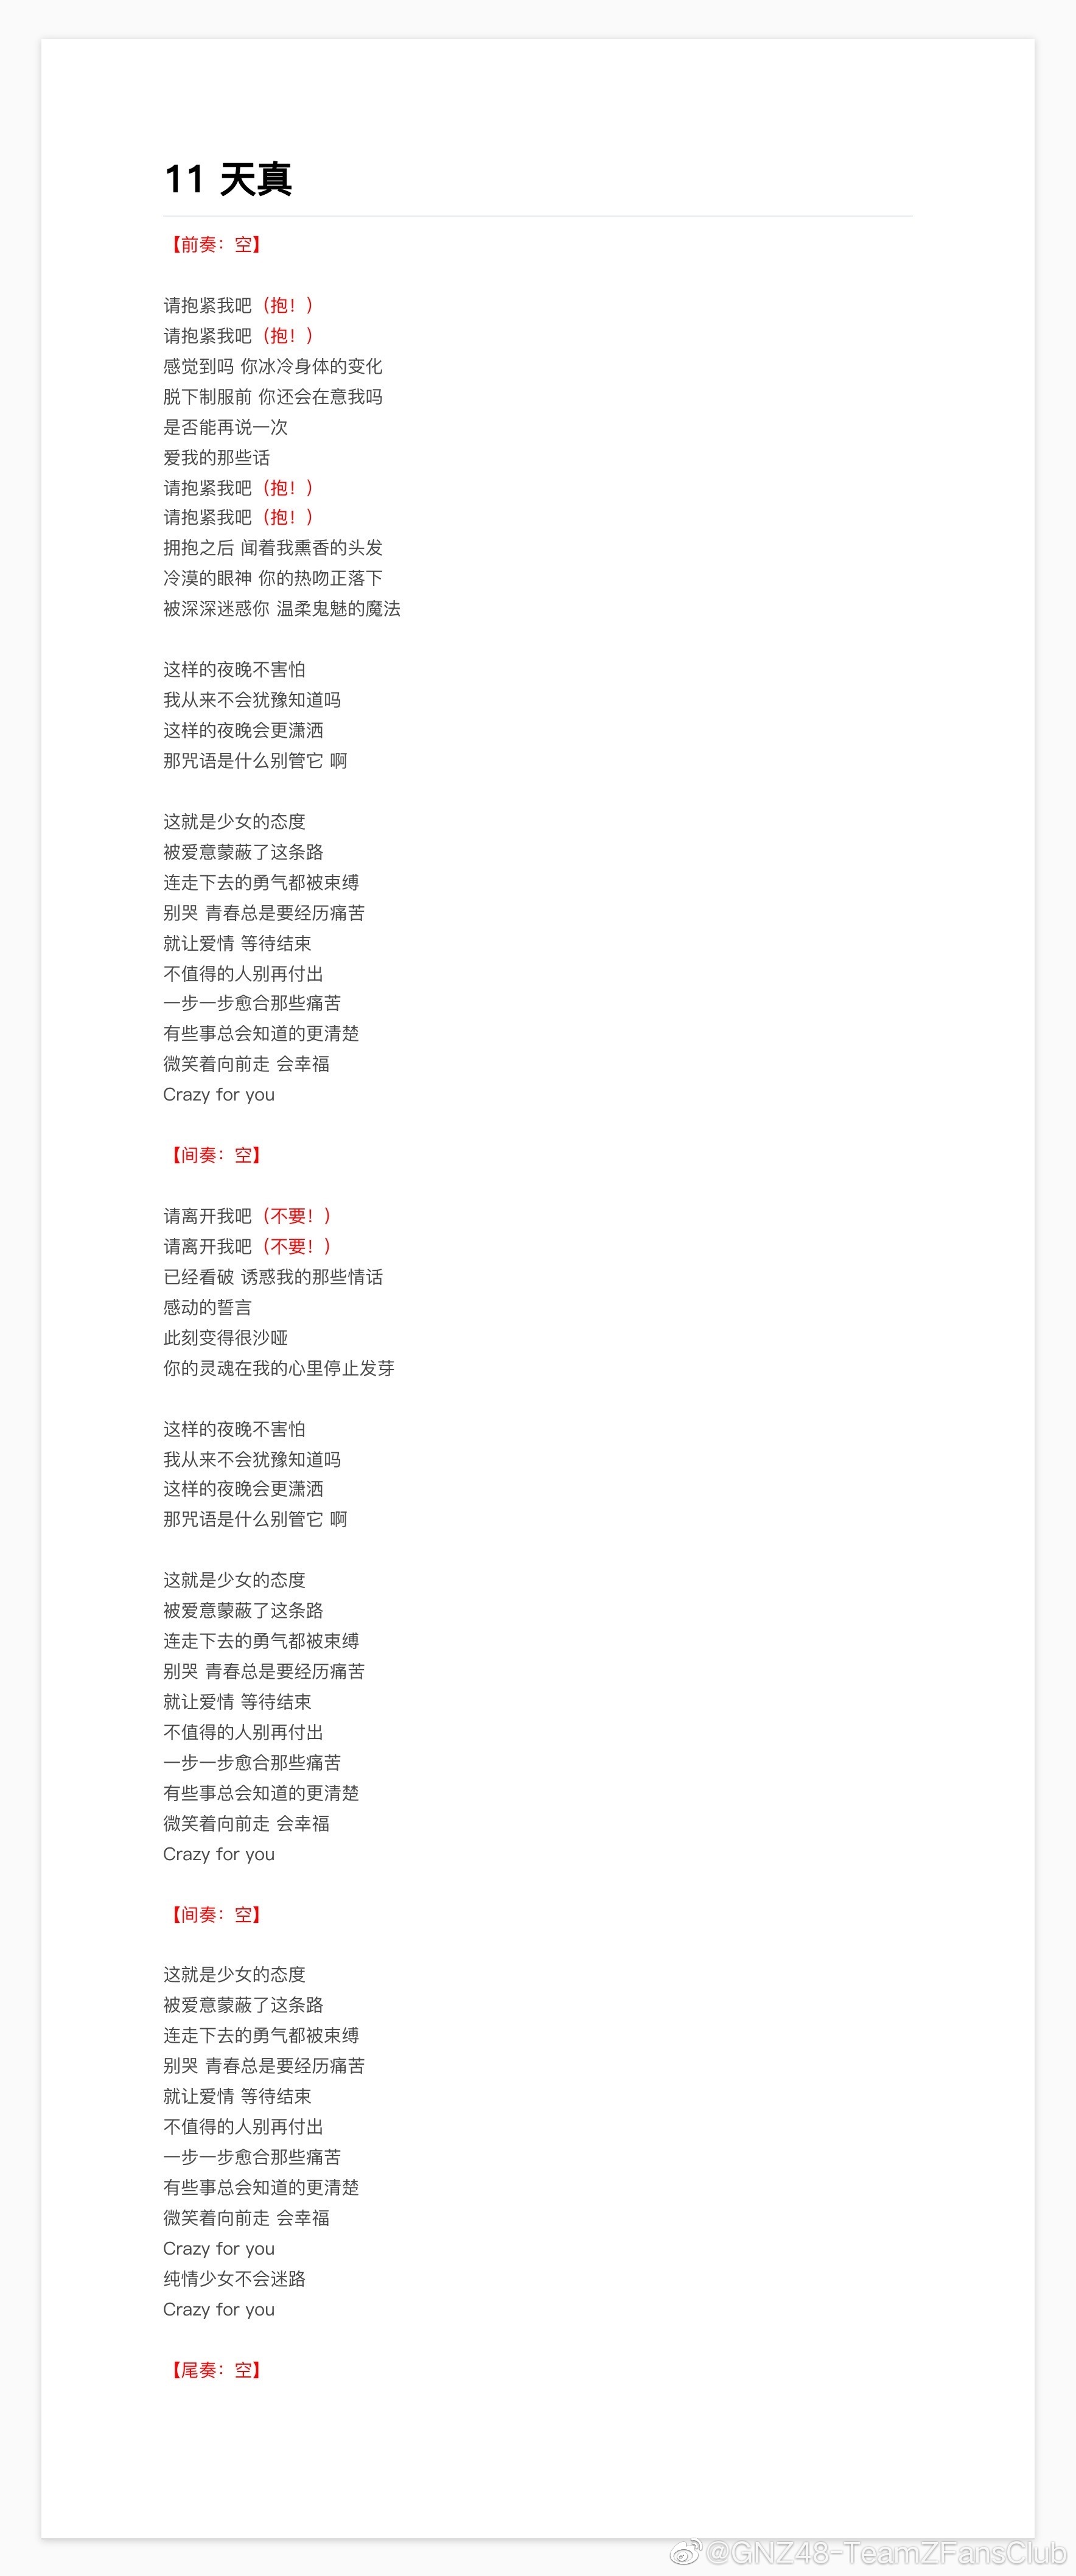 11 天真
【前奏：空】
请抱紧我吧（抱！）
请抱紧我吧（抱！）
感觉到吗 你冰冷身体的变化
脱下制服前 你还会在意我吗
是否能再说一次
爱我的那些话
请抱紧我吧（抱！）
请抱紧我吧（抱！）
拥抱之后 闻着我熏香的头发
冷漠的眼神 你的热吻正落下
被深深迷惑你 温柔鬼魅的魔法
这样的夜晚不害怕
我从来不会犹豫知道吗
这样的夜晚会更潇洒
那咒语是什么别管它 啊
这就是少女的态度
被爱意蒙蔽了这条路
连走下去的勇气都被束缚
别哭 青春总是要经历痛苦
就让爱情 等待结束
不值得的人别再付出
一步一步愈合那些痛苦
有些事总会知道的更清楚
微笑着向前走 会幸福
Crazy for you
【间奏：空】
请离开我吧（不要！）
请离开我吧（不要！）
已经看破 诱惑我的那些情话
感动的誓言
此刻变得很沙哑
你的灵魂在我的心里停止发芽
这样的夜晚不害怕
我从来不会犹豫知道吗
这样的夜晚会更潇洒
那咒语是什么别管它 啊
这就是少女的态度
被爱意蒙蔽了这条路
连走下去的勇气都被束缚
别哭 青春总是要经历痛苦
就让爱情 等待结束
不值得的人别再付出
一步一步愈合那些痛苦
有些事总会知道的更清楚
微笑着向前走 会幸福
Crazy for you
【间奏：空】
这就是少女的态度
被爱意蒙蔽了这条路
连走下去的勇气都被束缚
别哭 青春总是要经历痛苦
就让爱情 等待结束
不值得的人别再付出
一步一步愈合那些痛苦
有些事总会知道的更清楚
微笑着向前走 会幸福
Crazy for you
纯情少女不会迷路
Crazy for you
【尾奏：空】
@GNZ48-TeamZFansClub